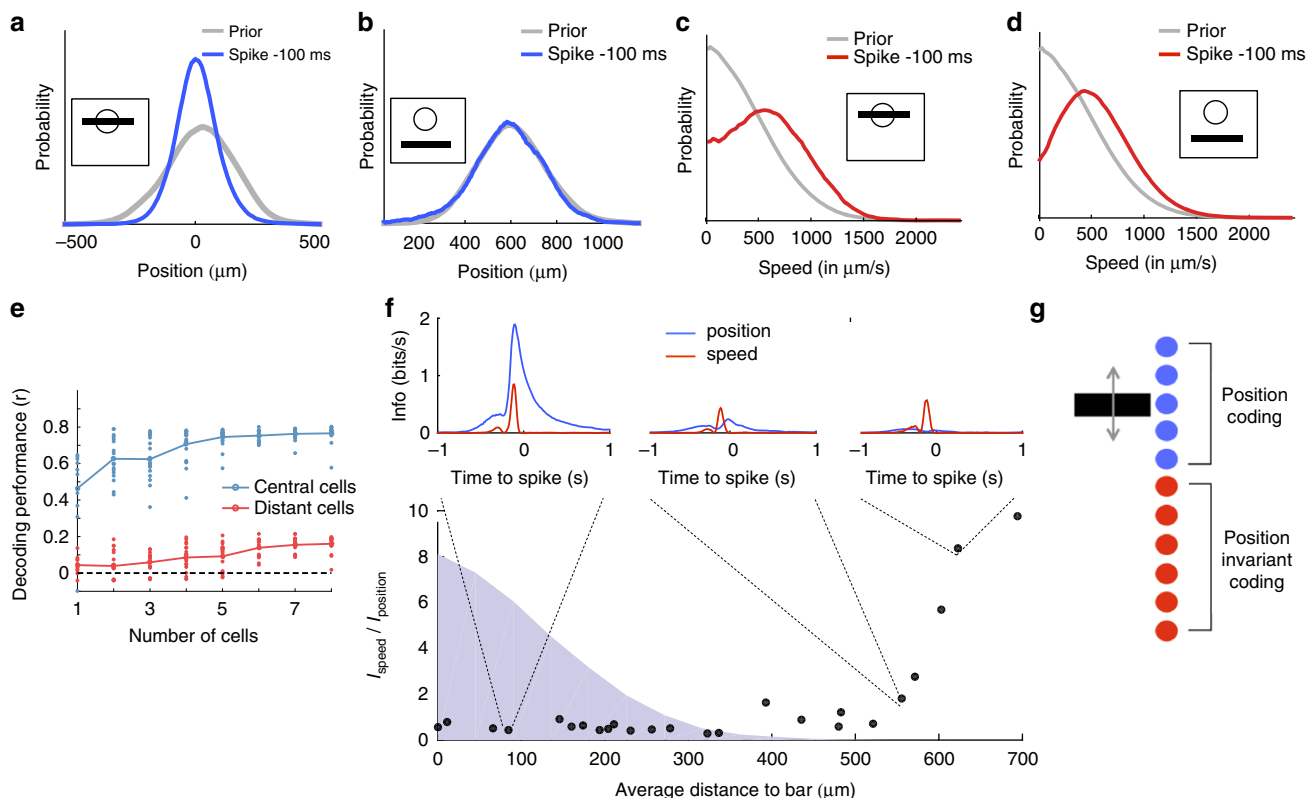 a
Prior
Spike -100 ms
Probability
−500
0
500
Position (μm)
b
Prior
Spike -100 ms
Probability
200
400
600
800
1000
Position (μm)
c
Prior
Spike -100 ms
Probability
0
500
1000
1500
2000
Speed (in μm/s)
d
Prior
Spike -100 ms
Probability
0
500
1000
1500
2000
Speed (in μm/s)
e
Decoding performance (r)
0.8
0.6
0.4
0.2
0
1
3
5
7
Number of cells
Central cells
Distant cells
f
Info (bits/s)
2
1
0
position
speed
−1
0
1
Time to spike (s)
−1
0
1
Time to spike (s)
−1
0
1
Time to spike (s)
I speed / I position
10
8
6
4
2
0
0
100
200
300
400
500
600
700
Average distance to bar (μm)
g
Position
coding
Position
invariant
coding